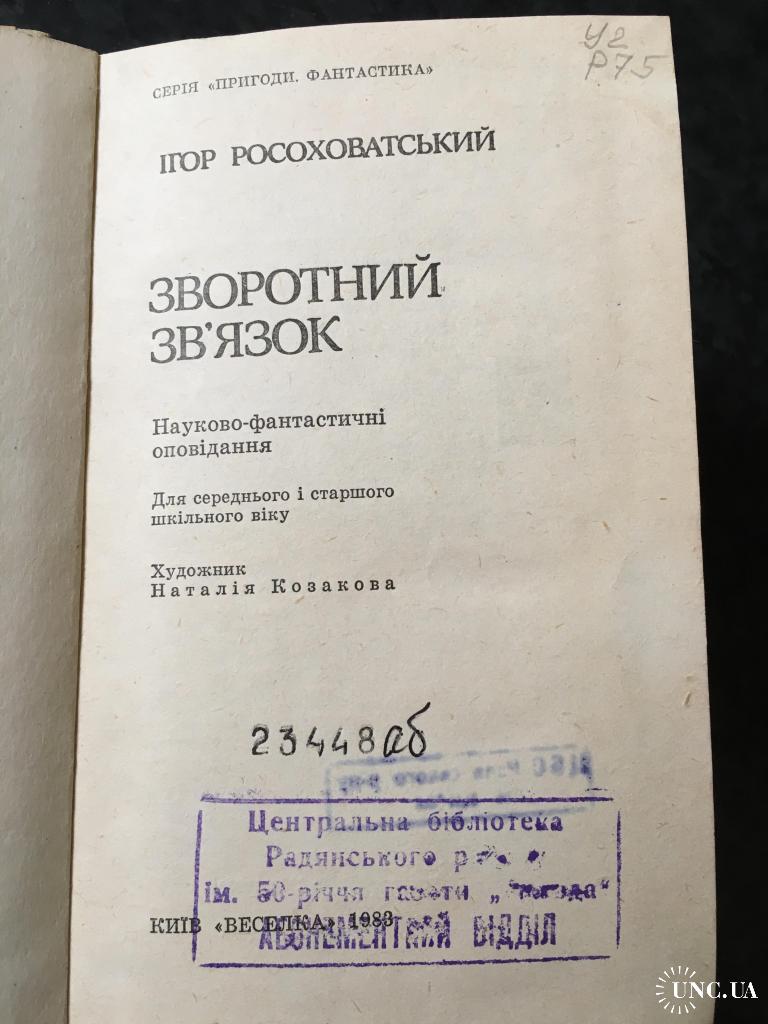 У2
Р75
СЕРІЯ «ПРИГОДИ. ФАНТАСТИКА»
ІГОР РОСОХОВАТСЬКИЙ
ЗВОРОТНИЙ
ЗВ'ЯЗОК
Науково-фантастичні
оповідання
Для середнього і старшого
шкільного віку
Художник
Наталія Козакова
23448аб
Центральна бібліотека
Радянського
ім. 50-річчя газети
КИЇВ «ВЕСЕЛКА» 1983
АБОНЕМЕНТНИЙ ВІДДІЛ
UNC.UA